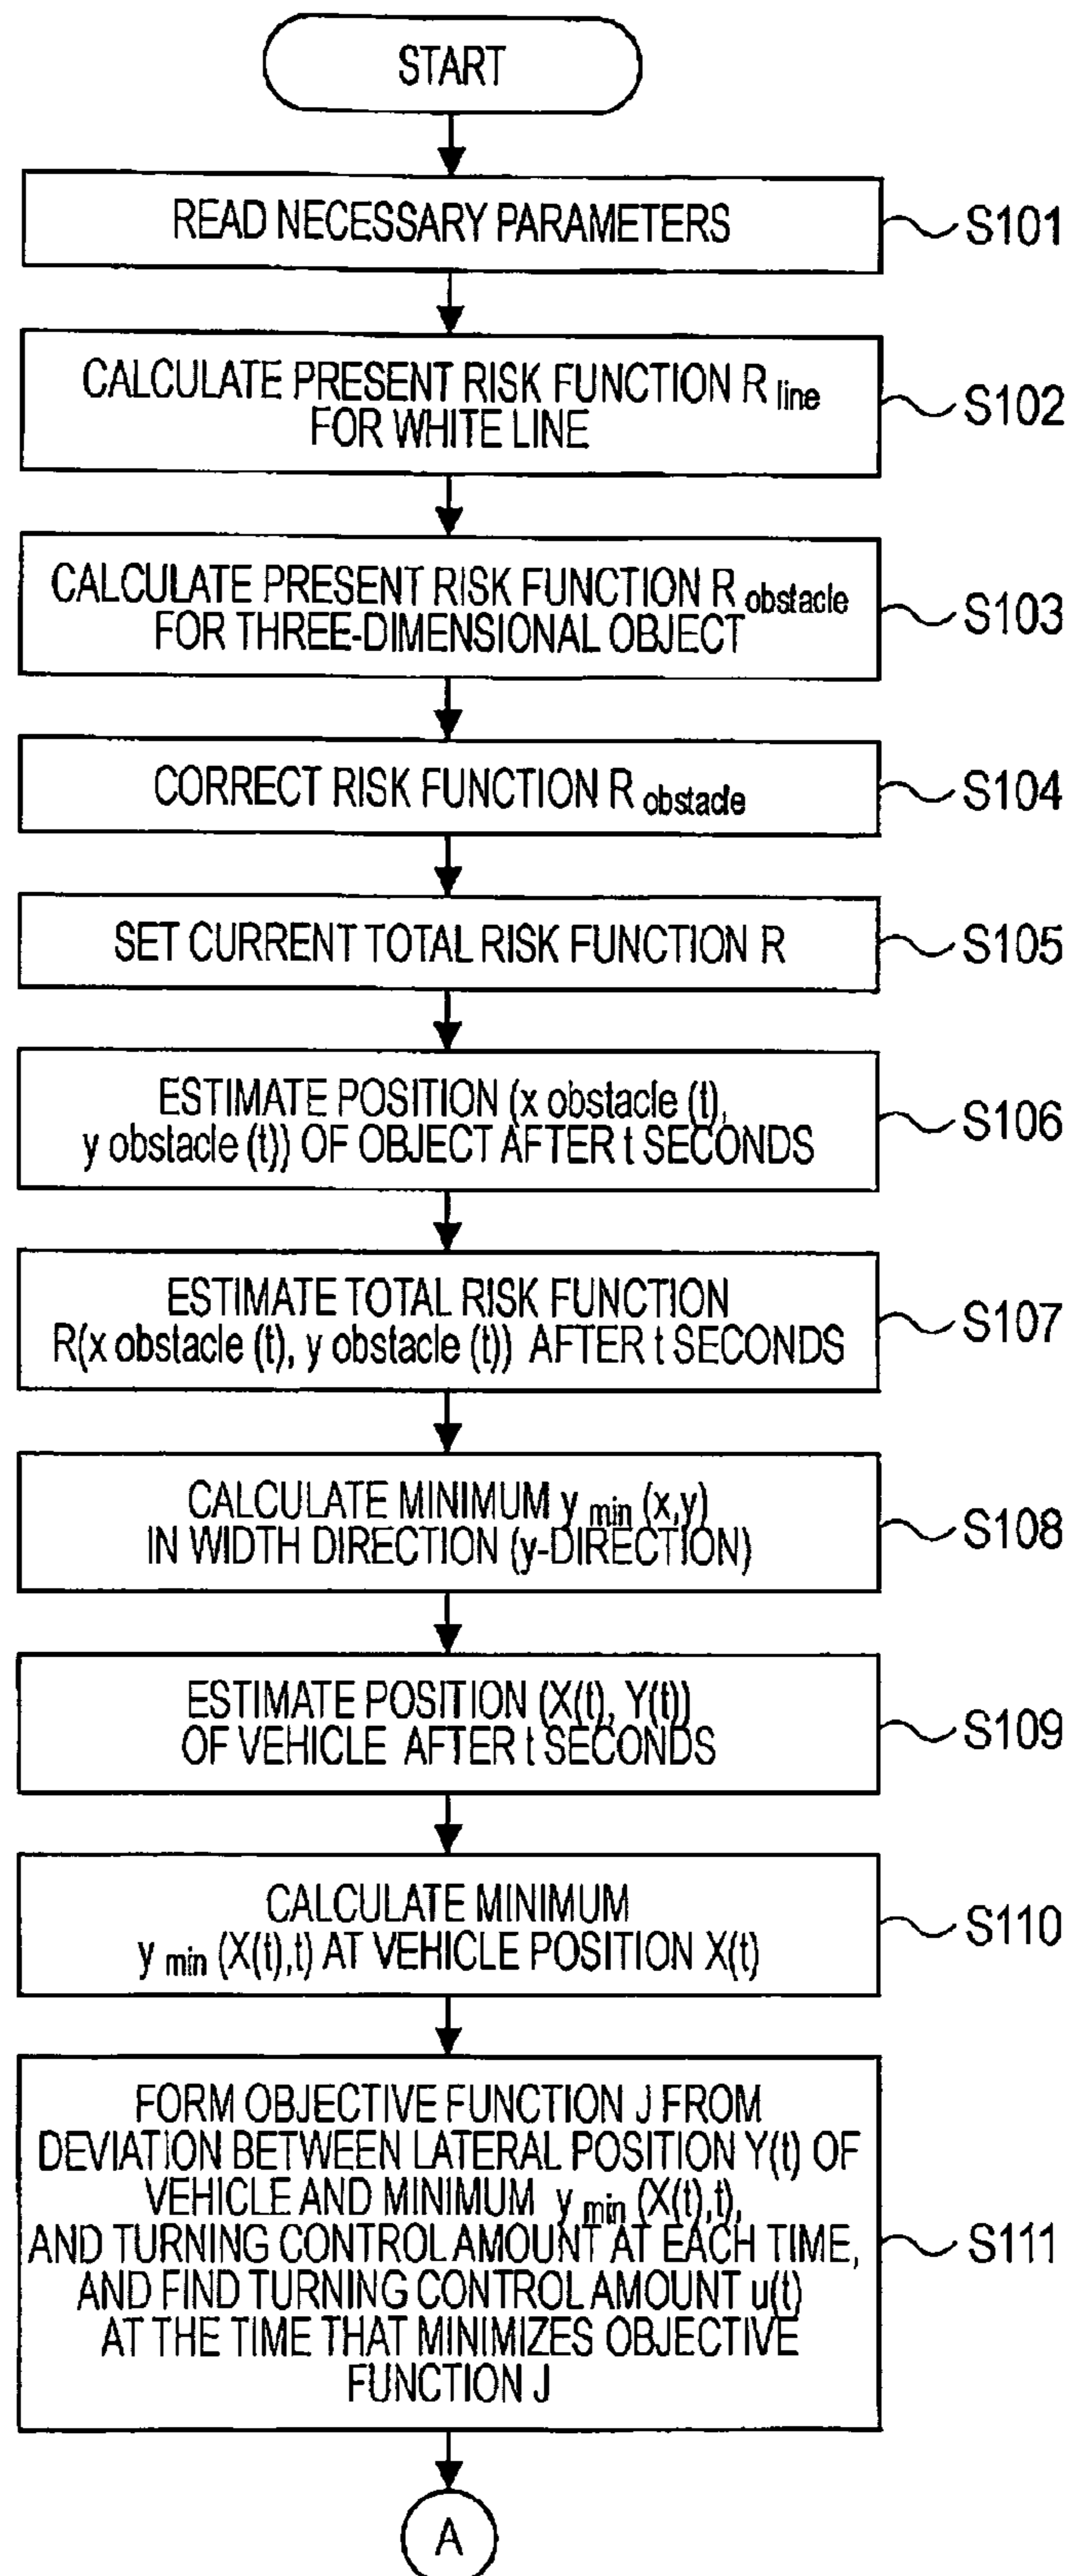 START
READ NECESSARY PARAMETERS
S101
CALCULATE PRESENT RISK FUNCTION R line
FOR WHITE LINE
S102
CALCULATE PRESENT RISK FUNCTION R obstacle
FOR THREE-DIMENSIONAL OBJECT
S103
CORRECT RISK FUNCTION R obstacle
S104
SET CURRENT TOTAL RISK FUNCTION R
S105
ESTIMATE POSITION (x obstacle (t),
y obstacle (t)) OF OBJECT AFTER t SECONDS
S106
ESTIMATE TOTAL RISK FUNCTION
R(x obstacle (t), y obstacle (t)) AFTER t SECONDS
S107
CALCULATE MINIMUM y min (x,y)
IN WIDTH DIRECTION (y-DIRECTION)
S108
ESTIMATE POSITION (X(t), Y(t))
OF VEHICLE AFTER t SECONDS
S109
CALCULATE MINIMUM
y min (X(t),t) AT VEHICLE POSITION X(t)
S110
FORM OBJECTIVE FUNCTION J FROM
DEVIATION BETWEEN LATERAL POSITION Y(t) OF
VEHICLE AND MINIMUM y min (X(t),t),
AND TURNING CONTROL AMOUNT AT EACH TIME,
AND FIND TURNING CONTROL AMOUNT u(t)
AT THE TIME THAT MINIMIZES OBJECTIVE
FUNCTION J
S111
A